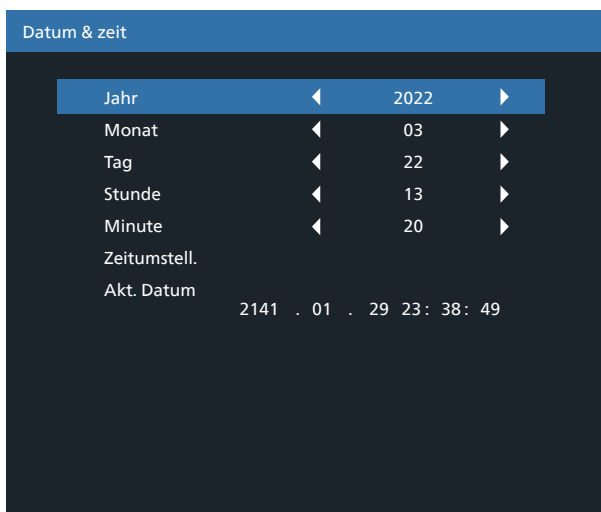 Datum & zeit
Jahr 2022
Monat 03
Tag 22
Stunde 13
Minute 20
Zeitumstell.
Akt. Datum
2141 . 01 . 29 23: 38: 49